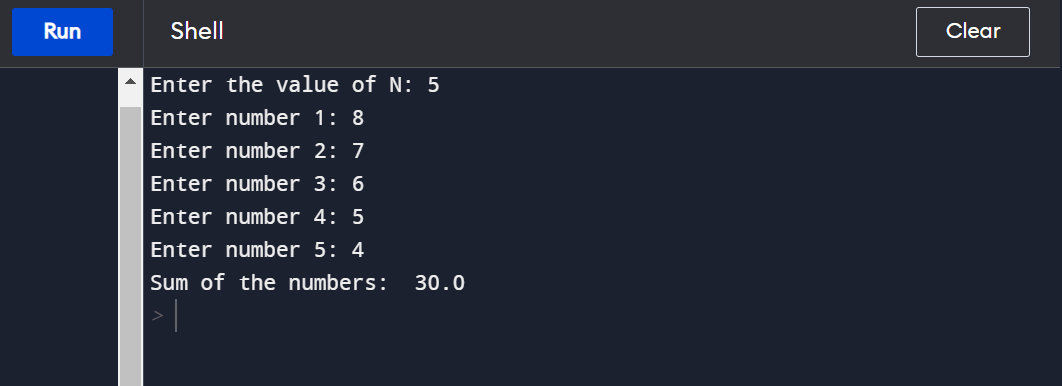 Run Shell Clear
Enter the value of N: 5
Enter number 1: 8
Enter number 2: 7
Enter number 3: 6
Enter number 4: 5
Enter number 5: 4
Sum of the numbers:  30.0
>